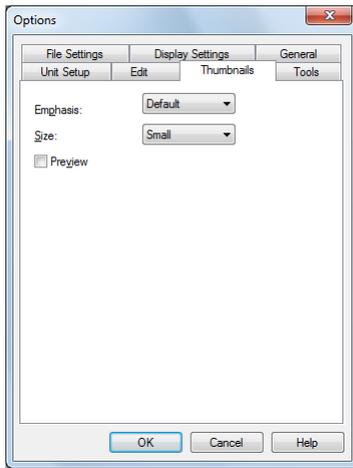 Options
File Settings Display Settings General
Unit Setup Edit Thumbnails Tools
Emphasis: Default
Size: Small
Preview
OK Cancel Help